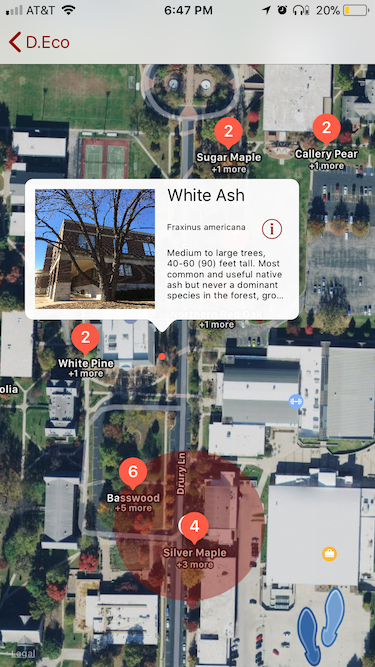 AT&T 6:47 PM 20%
D.Eco
2
2
Sugar Maple
+1 more
Callery Pear
+1 more
White Ash
Fraxinus americana
i
Medium to large trees,
40-60 (90) feet tall. Most
common and useful native
ash but never a dominant
species in the forest, gro...
+1 more
2
White Pine
+1 more
olia
6
Basswood
+5 more
Drury Ln
4
Silver Maple
+3 more
Legal